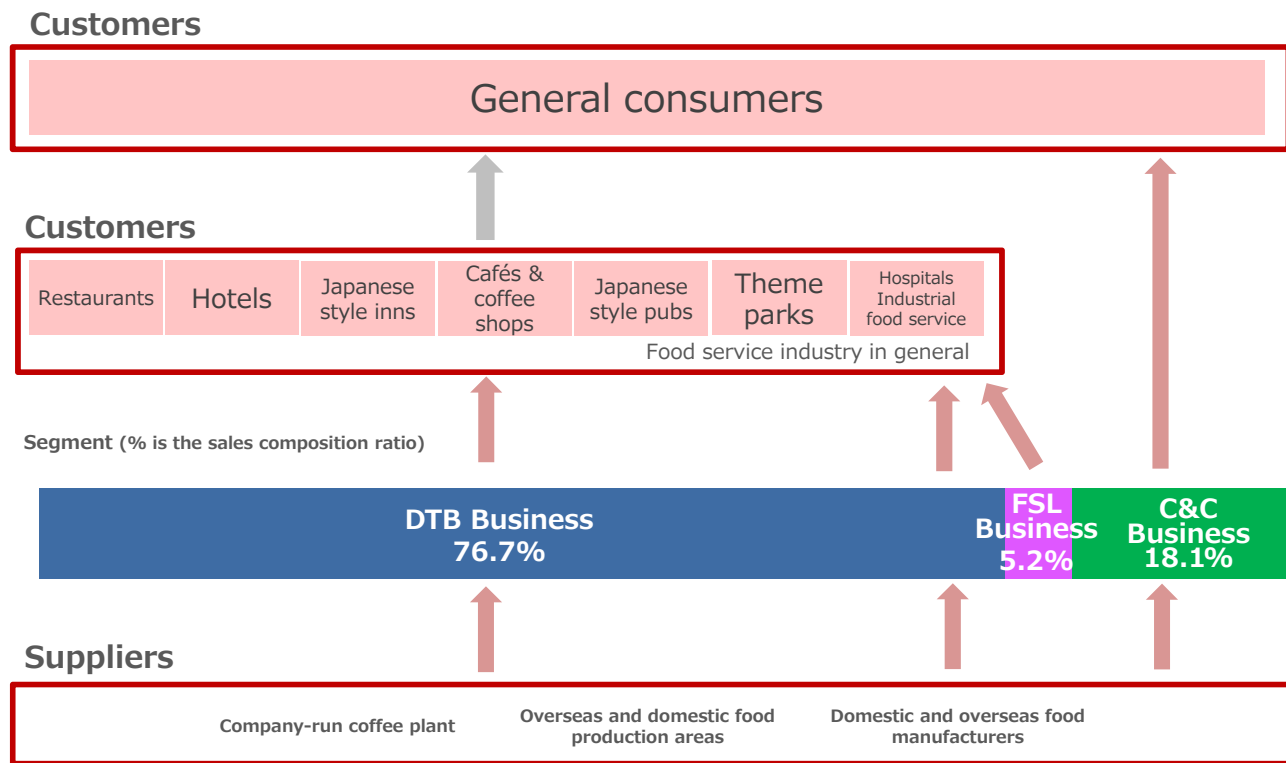 Customers
General consumers
Customers
Restaurants
Hotels
Japanese
style inns
Cafés &
coffee
shops
Japanese
style pubs
Theme
parks
Hospitals
Industrial
food service
Food service industry in general
Segment (% is the sales composition ratio)
DTB Business
76.7%
FSL
Business
5.2%
C&C
Business
18.1%
Suppliers
Company-run coffee plant
Overseas and domestic food
production areas
Domestic and overseas food
manufacturers